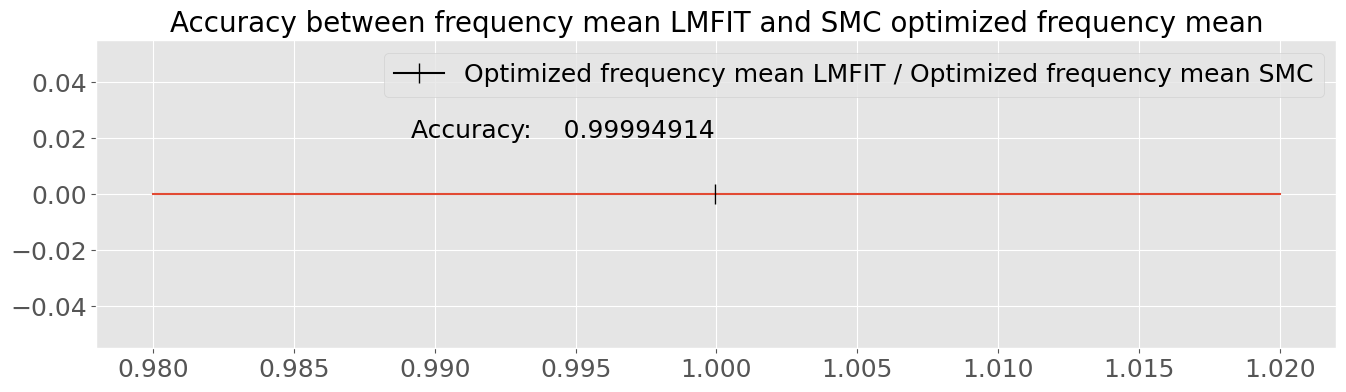 Accuracy between frequency mean LMFIT and SMC optimized frequency mean
Optimized frequency mean LMFIT / Optimized frequency mean SMC
Accuracy: 0.99994914
0.04
0.02
0.00
−0.02
−0.04
0.980 0.985 0.990 0.995 1.000 1.005 1.010 1.015 1.020